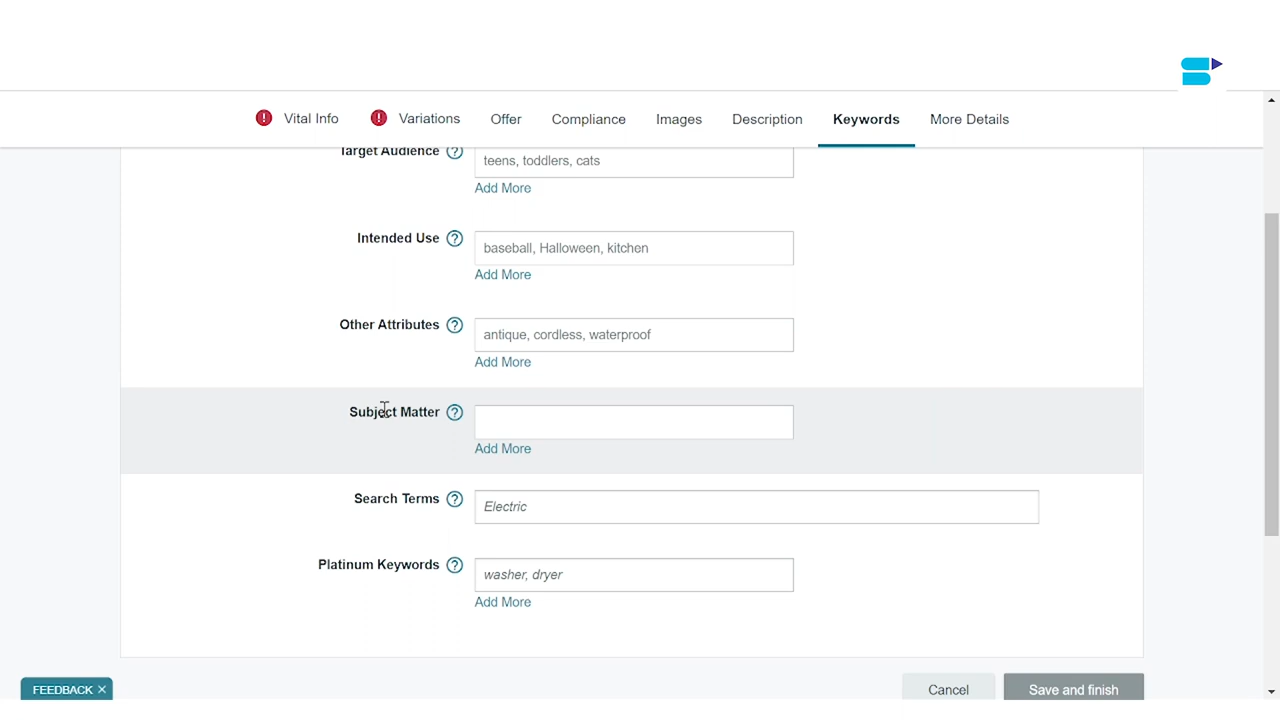 ! Vital Info ! Variations Offer Compliance Images Description Keywords More Details
Target Audience ? teens, toddlers, cats
Add More
Intended Use ? baseball, Halloween, kitchen
Add More
Other Attributes ? antique, cordless, waterproof
Add More
Subject Matter ?
Add More
Search Terms ? Electric
Platinum Keywords ? washer, dryer
Add More
FEEDBACK × Cancel Save and finish